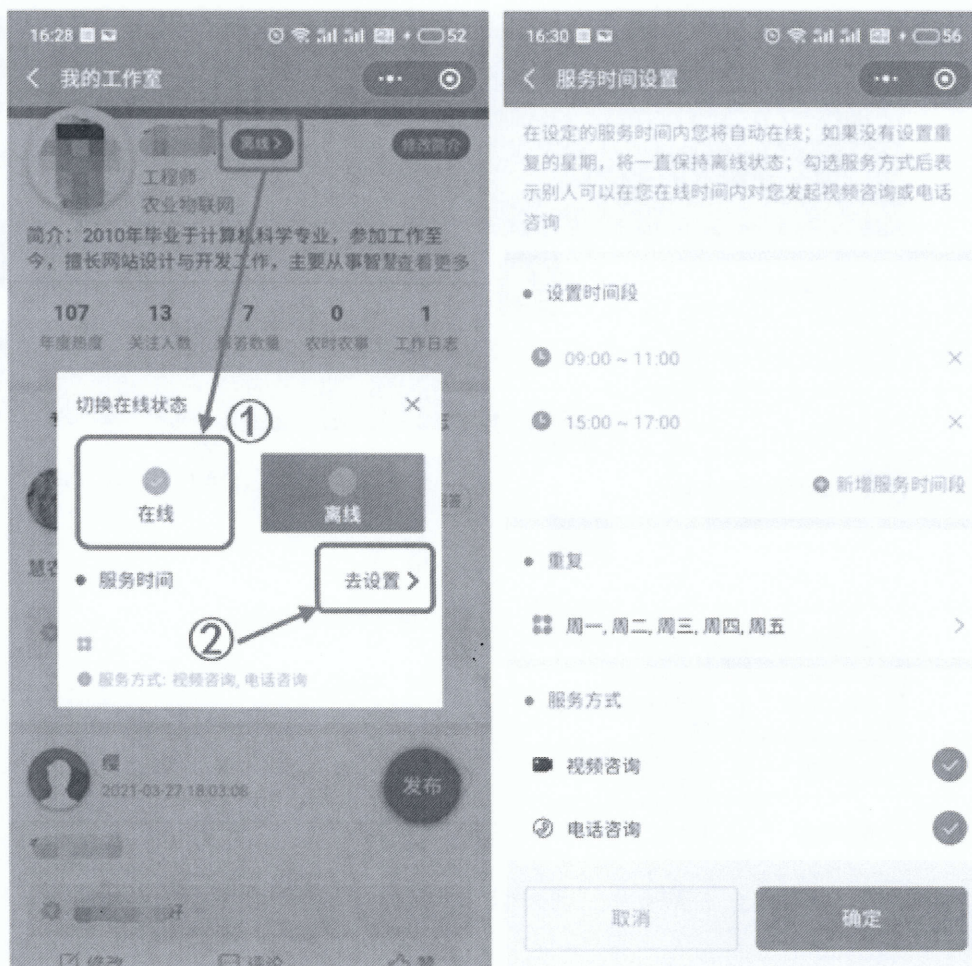 16:28
52
我的工作室
离线 >
修改简介
工程师
农业物联网
简介：2010年毕业于计算机科学专业，参加工作至
今，擅长网站设计与开发工作，主要从事智慧查看更多
107 13 7 0 1
年度热度 关注人数 解答数量 农时农事 工作日志
切换在线状态 ×
①
在线
离线
服务时间
去设置 >
②
服务方式: 视频咨询, 电话咨询
2021-03-27 18:03:06
发布
修改 评论 赞
16:30
56
服务时间设置
在设定的服务时间内您将自动在线；如果没有设置重
复的星期，将一直保持离线状态；勾选服务方式后表
示别人可以在您在线时间内对您发起视频咨询或电话
咨询
设置时间段
09:00 ~ 11:00 ×
15:00 ~ 17:00 ×
新增服务时间段
重复
周一, 周二, 周三, 周四, 周五 >
服务方式
视频咨询
电话咨询
取消 确定